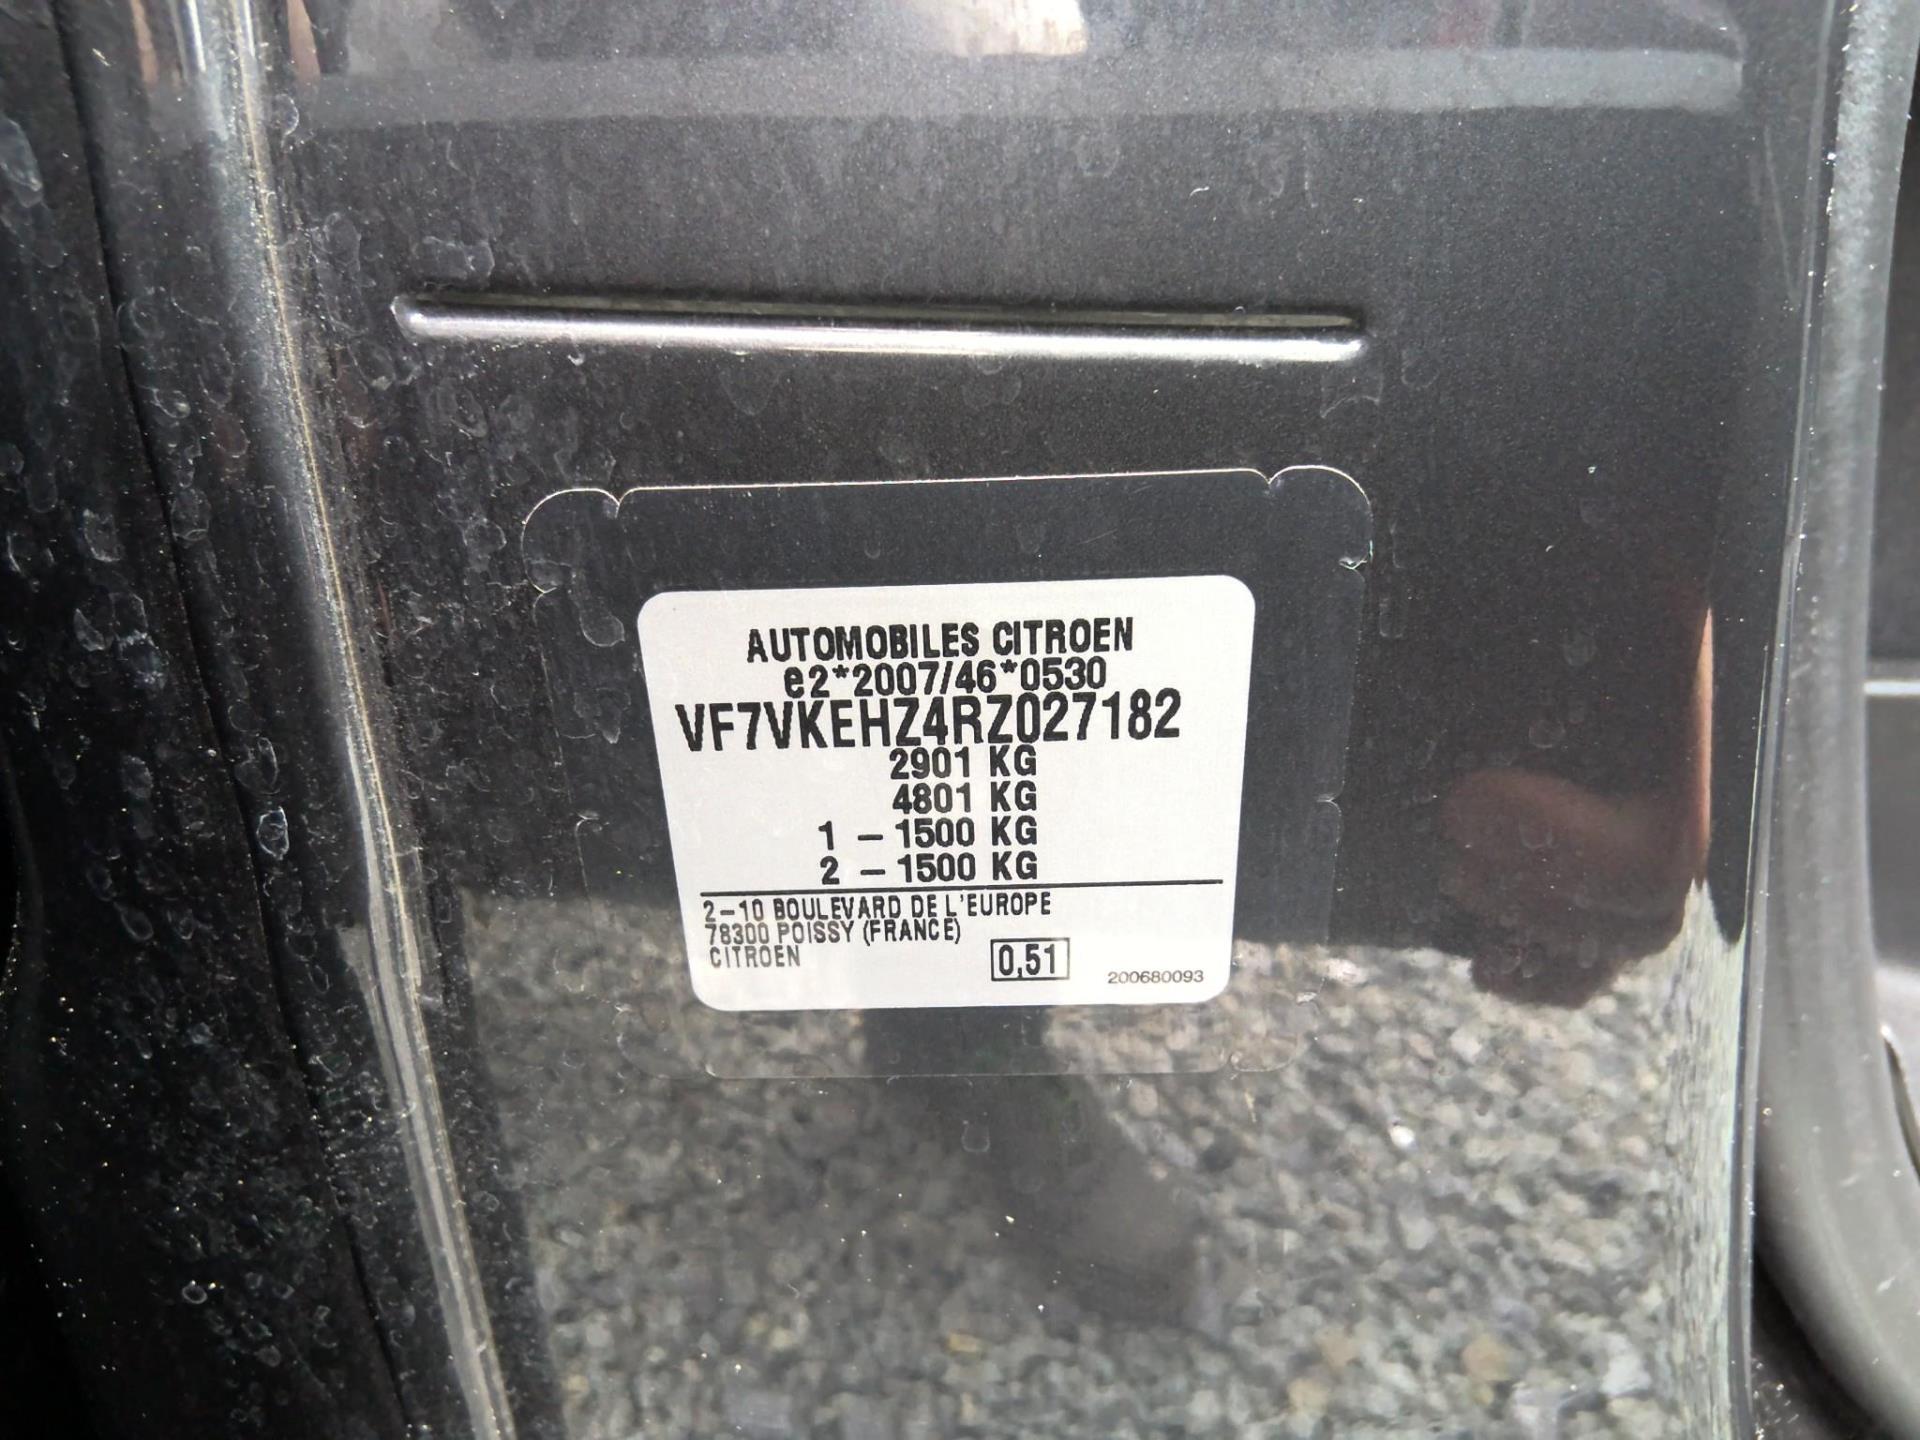 AUTOMOBILES CITROEN
e2*2007/46*0530
VF7VKEHZ4RZ027182
2901 KG
4801 KG
1 - 1500 KG
2 - 1500 KG
2-10 BOULEVARD DE L'EUROPE
78300 POISSY (FRANCE)
CITROEN
0,51
200680093